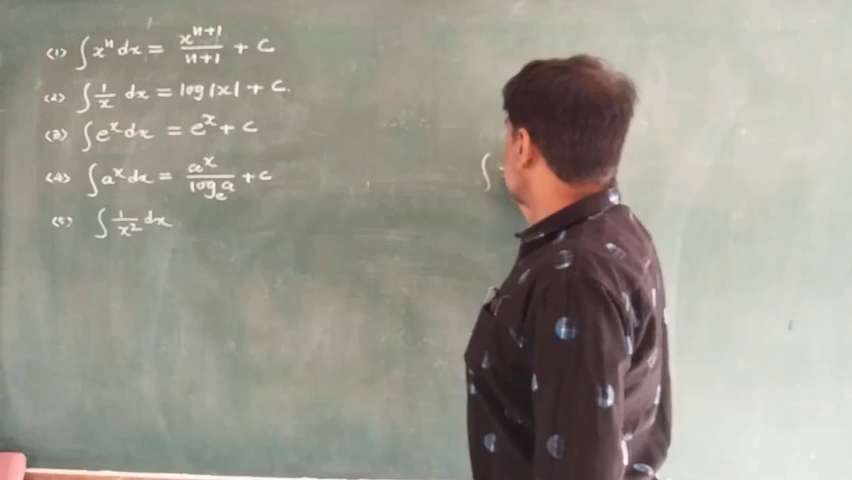 (1) ∫ xⁿ dx = xⁿ⁺¹/n+1 + c
(2) ∫ 1/x dx = log|x| + c.
(3) ∫ eˣ dx = eˣ + c
(4) ∫ aˣ dx = aˣ/logₑa + c
(5) ∫ 1/x² dx
∫